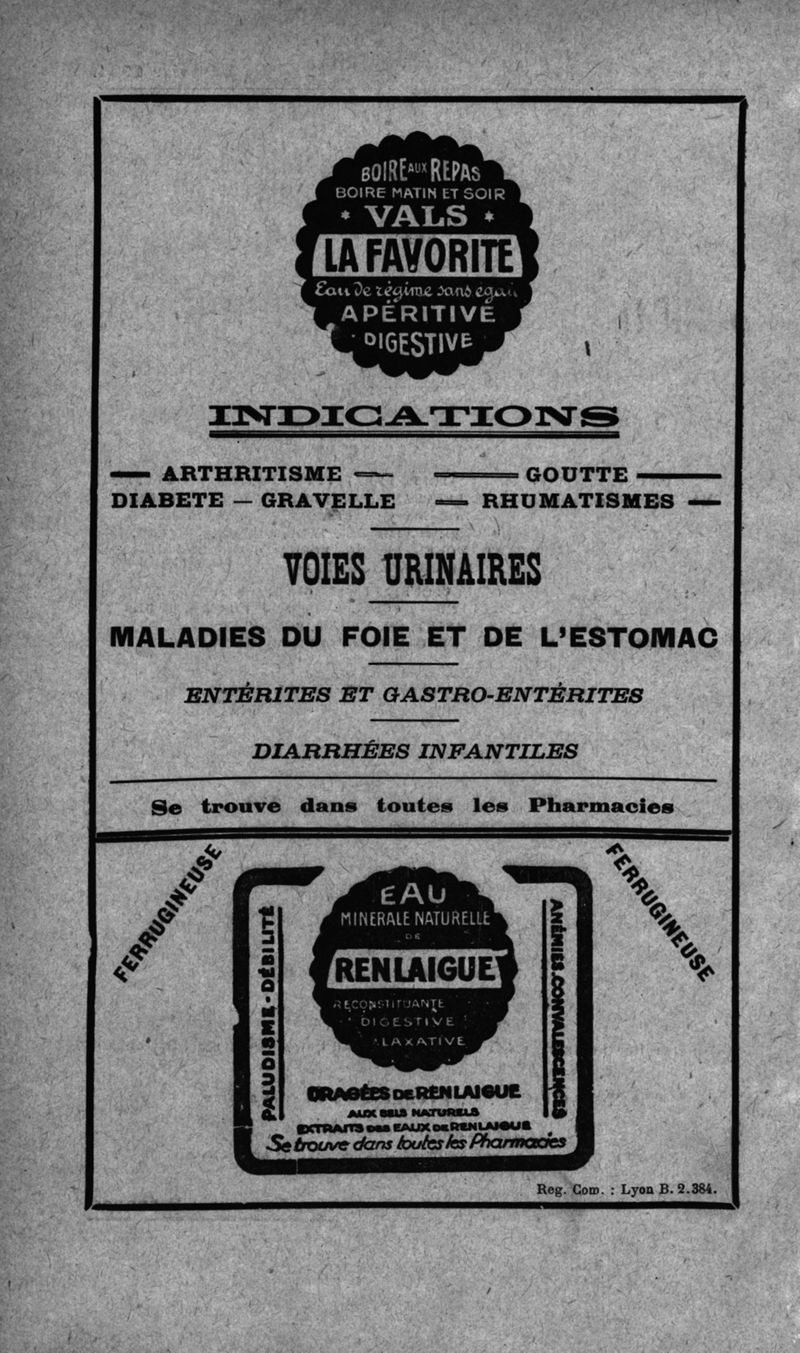 BOIRE AUX REPAS
BOIRE MATIN ET SOIR
* VALS *
LA FAVORITE
Eau de régime sans égale
APÉRITIVE
DIGESTIVE
INDICATIONS
— ARTHRITISME — — GOUTTE —
DIABETE — GRAVELLE — RHUMATISMES —
VOIES URINAIRES
MALADIES DU FOIE ET DE L'ESTOMAC
ENTÉRITES ET GASTRO-ENTÉRITES
DIARRHÉES INFANTILES
Se trouve dans toutes les Pharmacies
FERRUGINEUSE
FERRUGINEUSE
PALUDISME-DÉBILITÉ
EAU
MINERALE NATURELLE
DE
RENLAIGUE
RECONSTITUANTE
DIGESTIVE
LAXATIVE
ANÉMIES.CONVALESCENCES
DRAGÉES DE RENLAIGUE
AUX SELS NATURELS
EXTRAITS DES EAUX DE RENLAIGUE
Se trouve dans toutes les Pharmacies
Reg. Com. : Lyon B. 2.384.